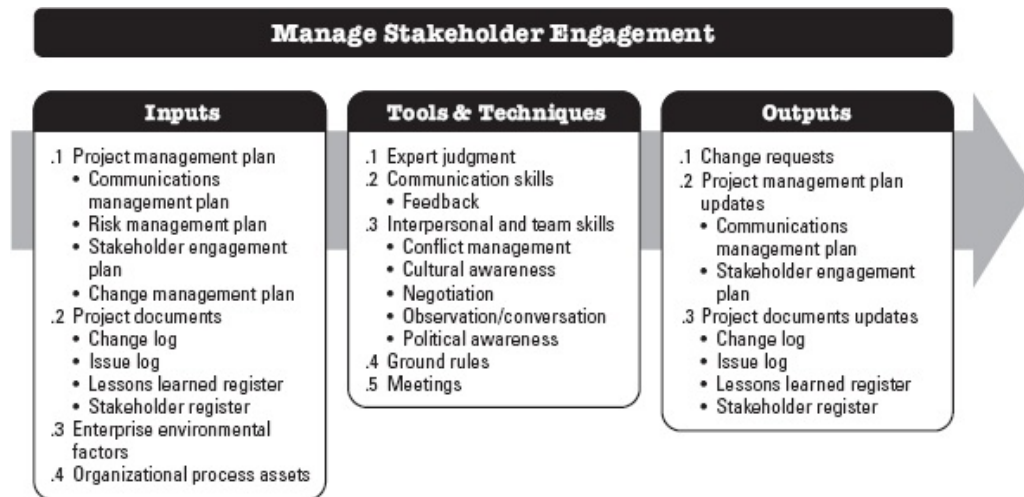 Manage Stakeholder Engagement
Inputs
.1 Project management plan
• Communications
management plan
• Risk management plan
• Stakeholder engagement
plan
• Change management plan
.2 Project documents
• Change log
• Issue log
• Lessons learned register
• Stakeholder register
.3 Enterprise environmental
factors
.4 Organizational process assets
Tools & Techniques
.1 Expert judgment
.2 Communication skills
• Feedback
.3 Interpersonal and team skills
• Conflict management
• Cultural awareness
• Negotiation
• Observation/conversation
• Political awareness
.4 Ground rules
.5 Meetings
Outputs
.1 Change requests
.2 Project management plan
updates
• Communications
management plan
• Stakeholder engagement
plan
.3 Project documents updates
• Change log
• Issue log
• Lessons learned register
• Stakeholder register